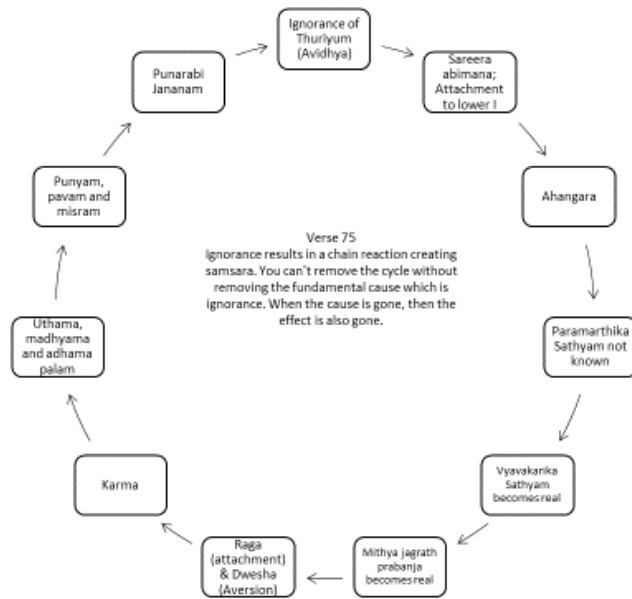 Ignorance of
Thuriyum
(Avidhya)
Sareera
abimana;
Attachment
to lower I
Ahangara
Paramarthika
Sathyam not
known
Vyavakarika
Sathyam
becomes real
Mithya jagrath
prabanja
becomes real
Raga
(attachment)
& Dwesha
(Aversion)
Karma
Uthama,
madhyama
and adhama
palam
Punyam,
pavam and
misram
Punarabi
Jananam
Verse 75
Ignorance results in a chain reaction creating
samsara. You can't remove the cycle without
removing the fundamental cause which is
ignorance. When the cause is gone, then the
effect is also gone.